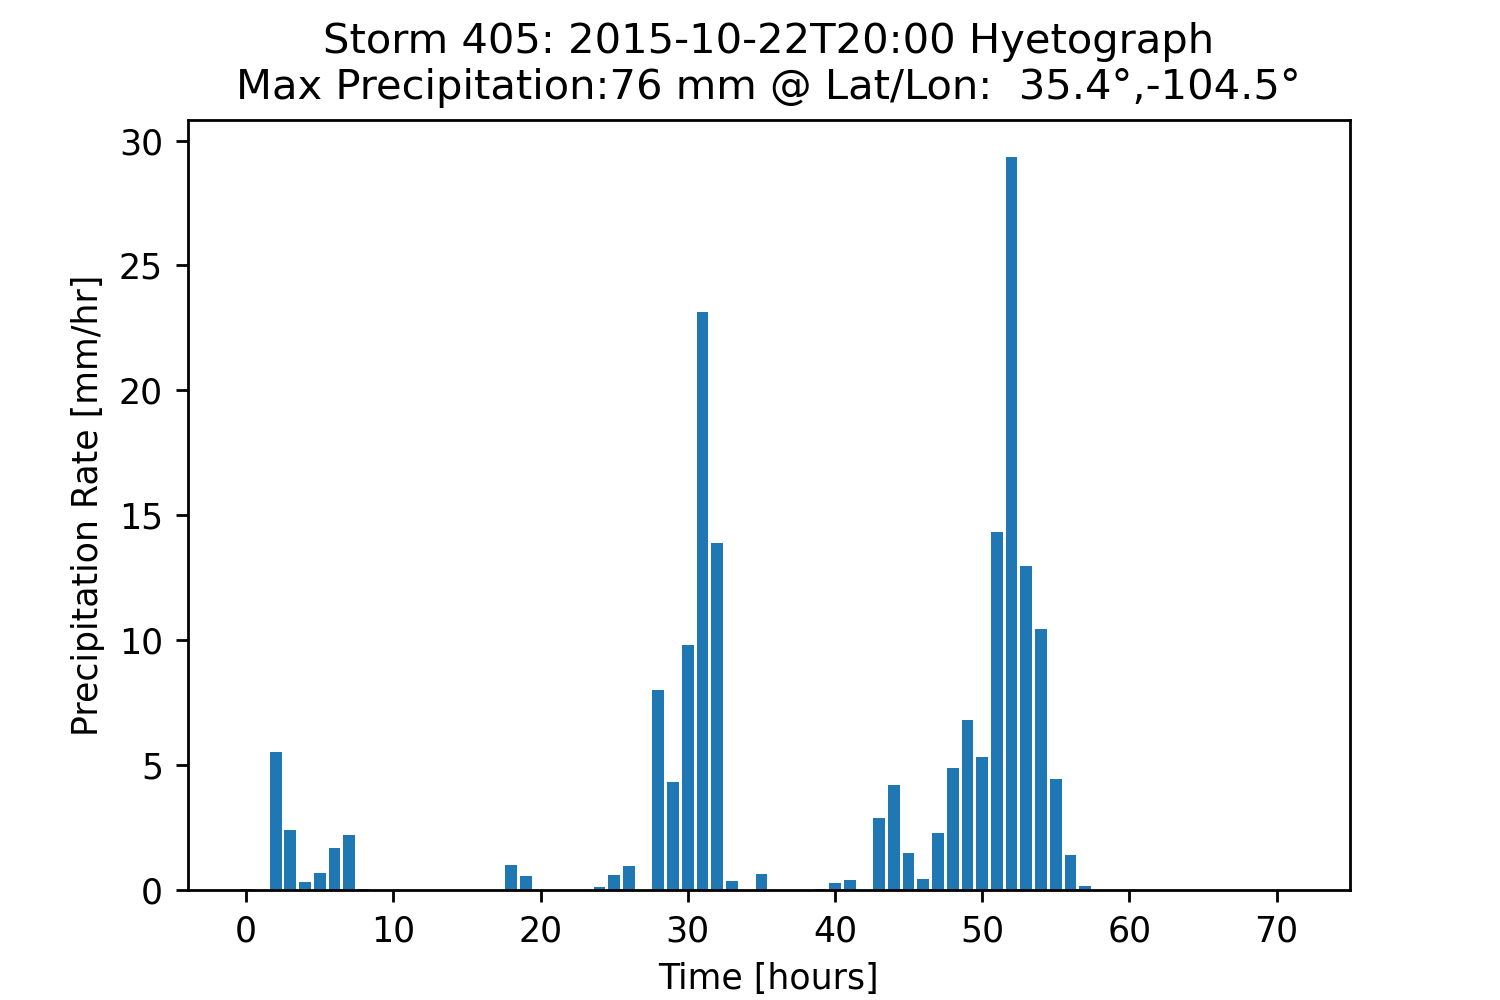 Storm 405: 2015-10-22T20:00 Hyetograph
Max Precipitation:76 mm @ Lat/Lon:  35.4°,-104.5°
30
25
20
15
10
5
0
Precipitation Rate [mm/hr]
0 10 20 30 40 50 60 70
Time [hours]